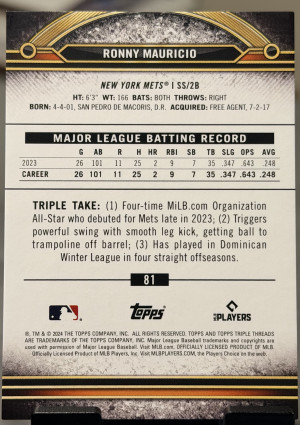 RONNY MAURICIO
NEW YORK METS® | SS/2B
HT: 6'3" WT: 166 BATS: BOTH THROWS: RIGHT
BORN: 4-4-01, SAN PEDRO DE MACORIS, D.R. ACQUIRED: FREE AGENT, 7-2-17
MAJOR LEAGUE BATTING RECORD
G AB R H HR RBI SB TB SLG OPS AVG
2023 26 101 11 25 2 9 7 35 .347 .643 .248
CAREER 26 101 11 25 2 9 7 35 .347 .643 .248
TRIPLE TAKE: (1) Four-time MiLB.com Organization
All-Star who debuted for Mets late in 2023; (2) Triggers
powerful swing with smooth leg kick, getting ball to
trampoline off barrel; (3) Has played in Dominican
Winter League in four straight offseasons.
81
Topps
PLAYERS
®, TM & © 2024 THE TOPPS COMPANY, INC. ALL RIGHTS RESERVED. TOPPS AND TOPPS TRIPLE THREADS
ARE TRADEMARKS OF THE TOPPS COMPANY, INC. Major League Baseball trademarks and copyrights are
used with permission of Major League Baseball. Visit MLB.com. OFFICIALLY LICENSED PRODUCT OF MLB.
Officially Licensed Product of MLB Players, Inc. Visit MLBPLAYERS.com, the Players Choice on the web.